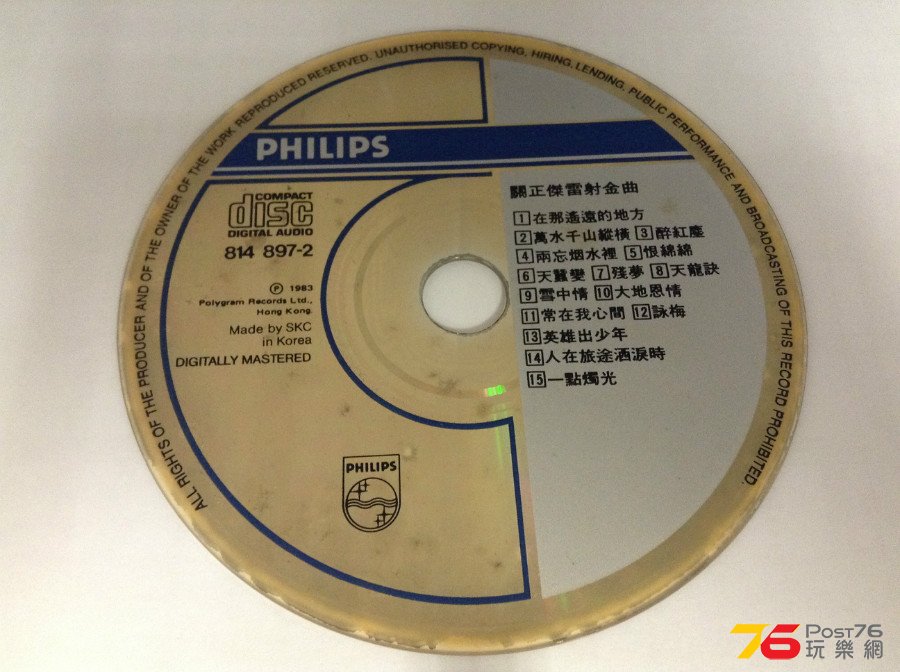 ALL RIGHTS OF THE PRODUCER AND OF THE OWNER OF THE WORK REPRODUCED RESERVED. UNAUTHORISED COPYING, HIRING, LENDING, PUBLIC PERFORMANCE AND BROADCASTING OF THIS RECORD PROHIBITED.
PHILIPS
COMPACT
disc
DIGITAL AUDIO
814 897-2
Ⓟ 1983
Polygram Records Ltd.,
Hong Kong.
Made by SKC
in Korea
DIGITALLY MASTERED
PHILIPS
關正傑雷射金曲
1 在那遙遠的地方
2 萬水千山縱橫 3 醉紅塵
4 兩忘烟水裡 5 恨綿綿
6 天蠶變 7 殘夢 8 天龍訣
9 雪中情 10 大地恩情
11 常在我心間 12 詠梅
13 英雄出少年
14 人在旅途洒淚時
15 一點燭光
76 Post76
玩樂網